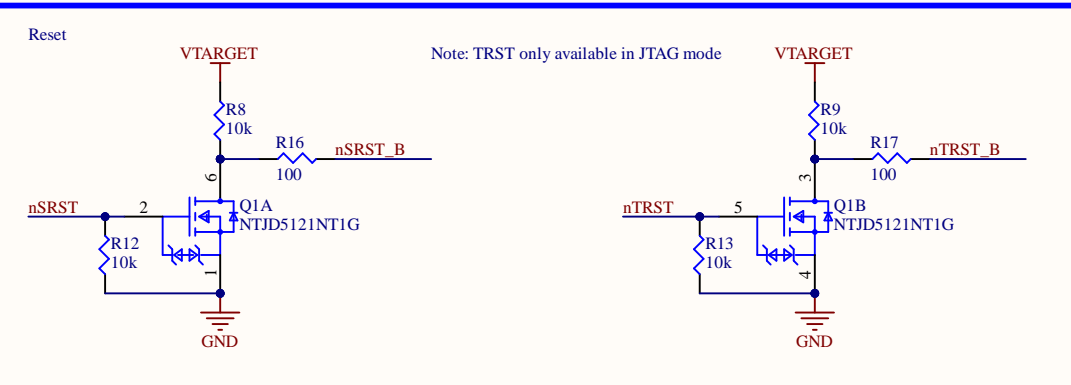 Reset
VTARGET
Note: TRST only available in JTAG mode
VTARGET
R8
10k
R9
10k
R16
nSRST_B
100
R17
nTRST_B
100
6
3
nSRST
2
Q1A
NTJD5121NT1G
nTRST
5
Q1B
NTJD5121NT1G
R12
10k
R13
10k
1
4
GND
GND